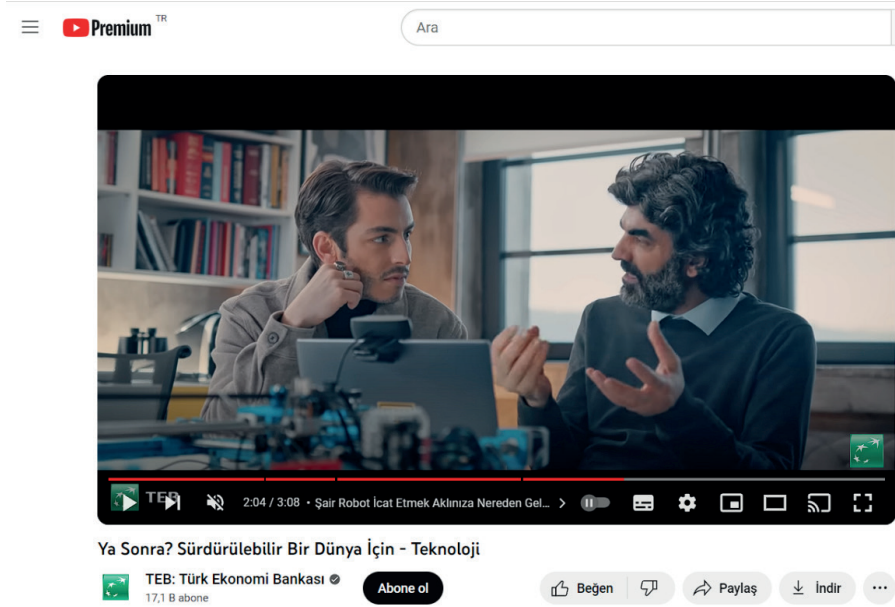 Premium TR
Ara
TEB
2:04 / 3:08 • Şair Robot İcat Etmek Aklınıza Nereden Gel...
Ya Sonra? Sürdürülebilir Bir Dünya İçin - Teknoloji
TEB: Türk Ekonomi Bankası
17,1 B abone
Abone ol
Beğen
Paylaş
İndir